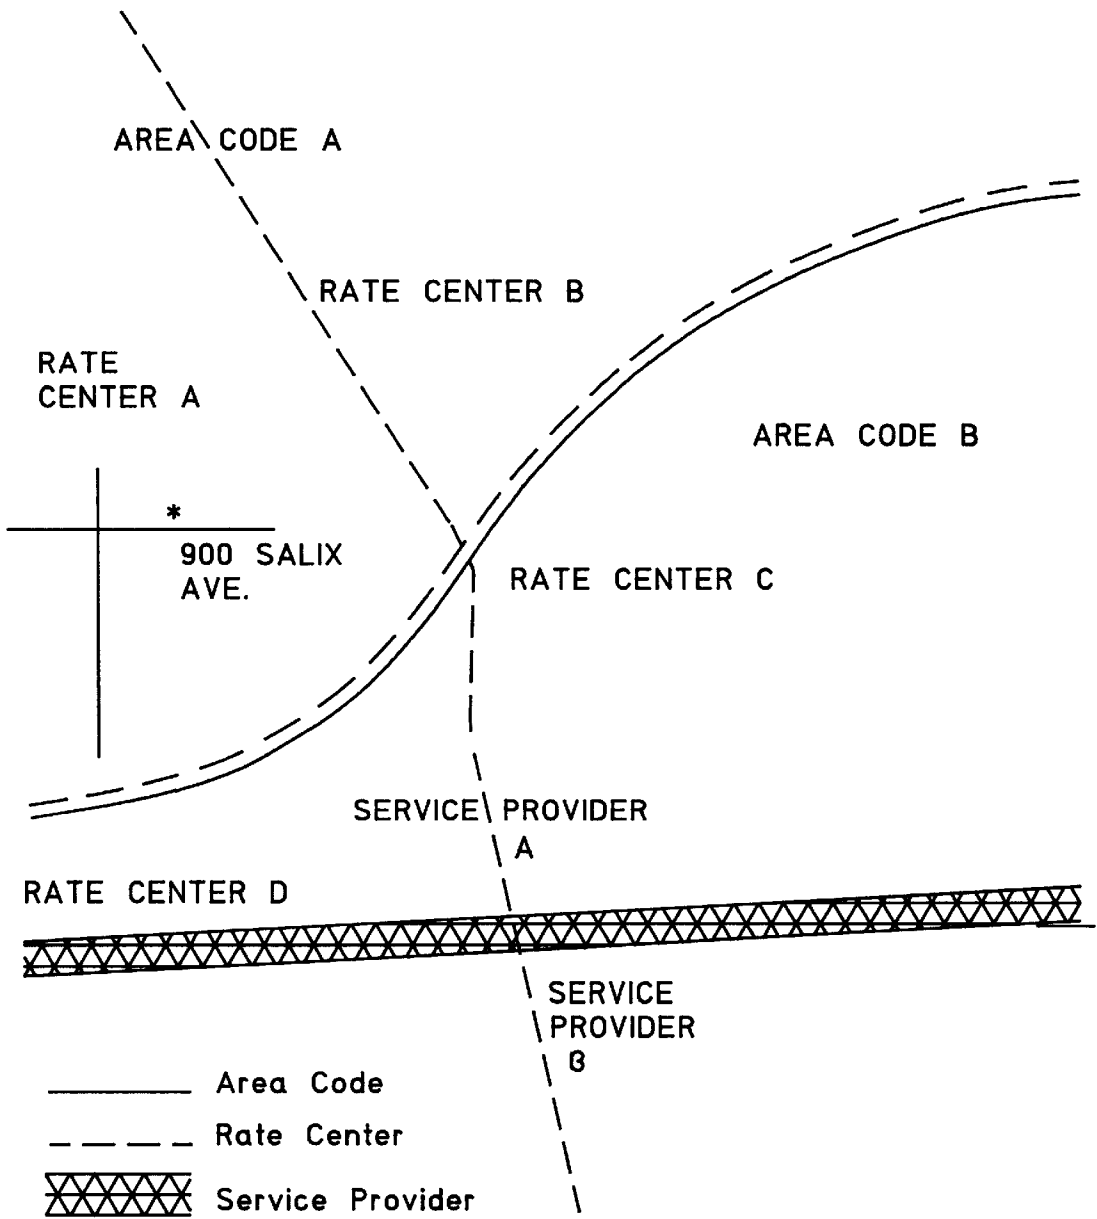 AREA CODE A
RATE CENTER B
RATE
CENTER A
AREA CODE B
*
900 SALIX
AVE.
RATE CENTER C
SERVICE PROVIDER
A
RATE CENTER D
SERVICE
PROVIDER
B
Area Code
Rate Center
Service Provider